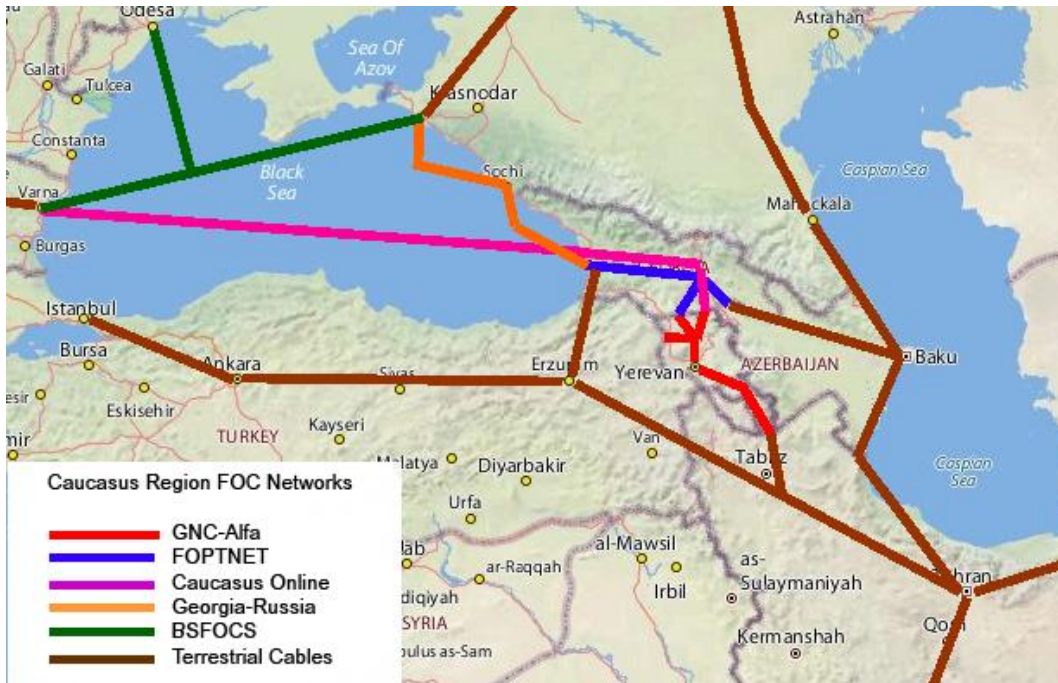 Odesa
Astrahan
Sea Of
Azov
Galati
Tulcea
Krasnodar
Constanta
Black
Sea
Sochi
Caspian Sea
Varna
Burgas
Istanbul
Bursa
Ankara
Sivas
Erzurum
Yerevan
AZERBAIJAN
Baku
Eskisehir
Kayseri
TURKEY
Van
Malatya
Diyarbakir
Tabriz
Caspian
Sea
Urfa
Caucasus Region FOC Networks
GNC-Alfa
FOPTNET
Caucasus Online
Georgia-Russia
BSFOCS
Terrestrial Cables
al-Mawsil
as-
Sulaymaniyah
ar-Raqqah
Irbil
SYRIA
Kermanshah
Tehran
Qom